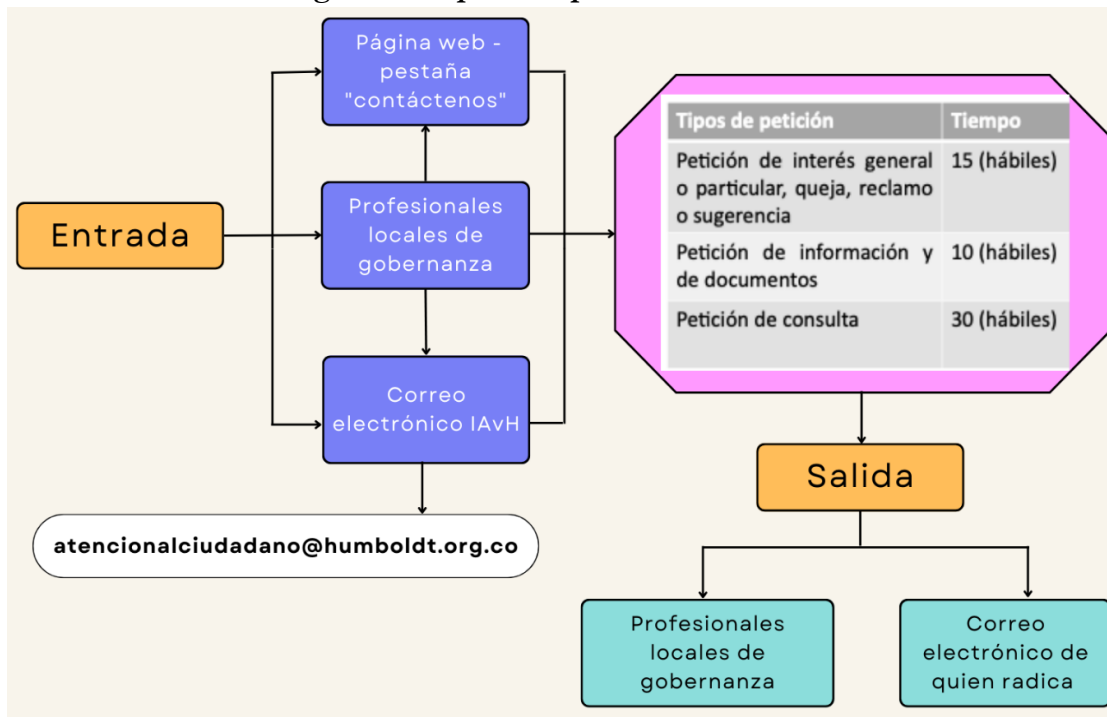 Página web -
pestaña
"contáctenos"
Entrada
Profesionales
locales de
gobernanza
Correo
electrónico IAvH
atencionalciudadano@humboldt.org.co
Tipos de petición Tiempo
Petición de interés general 15 (hábiles)
o particular, queja, reclamo
o sugerencia
Petición de información y 10 (hábiles)
de documentos
Petición de consulta 30 (hábiles)
Salida
Profesionales
locales de
gobernanza
Correo
electrónico de
quien radica